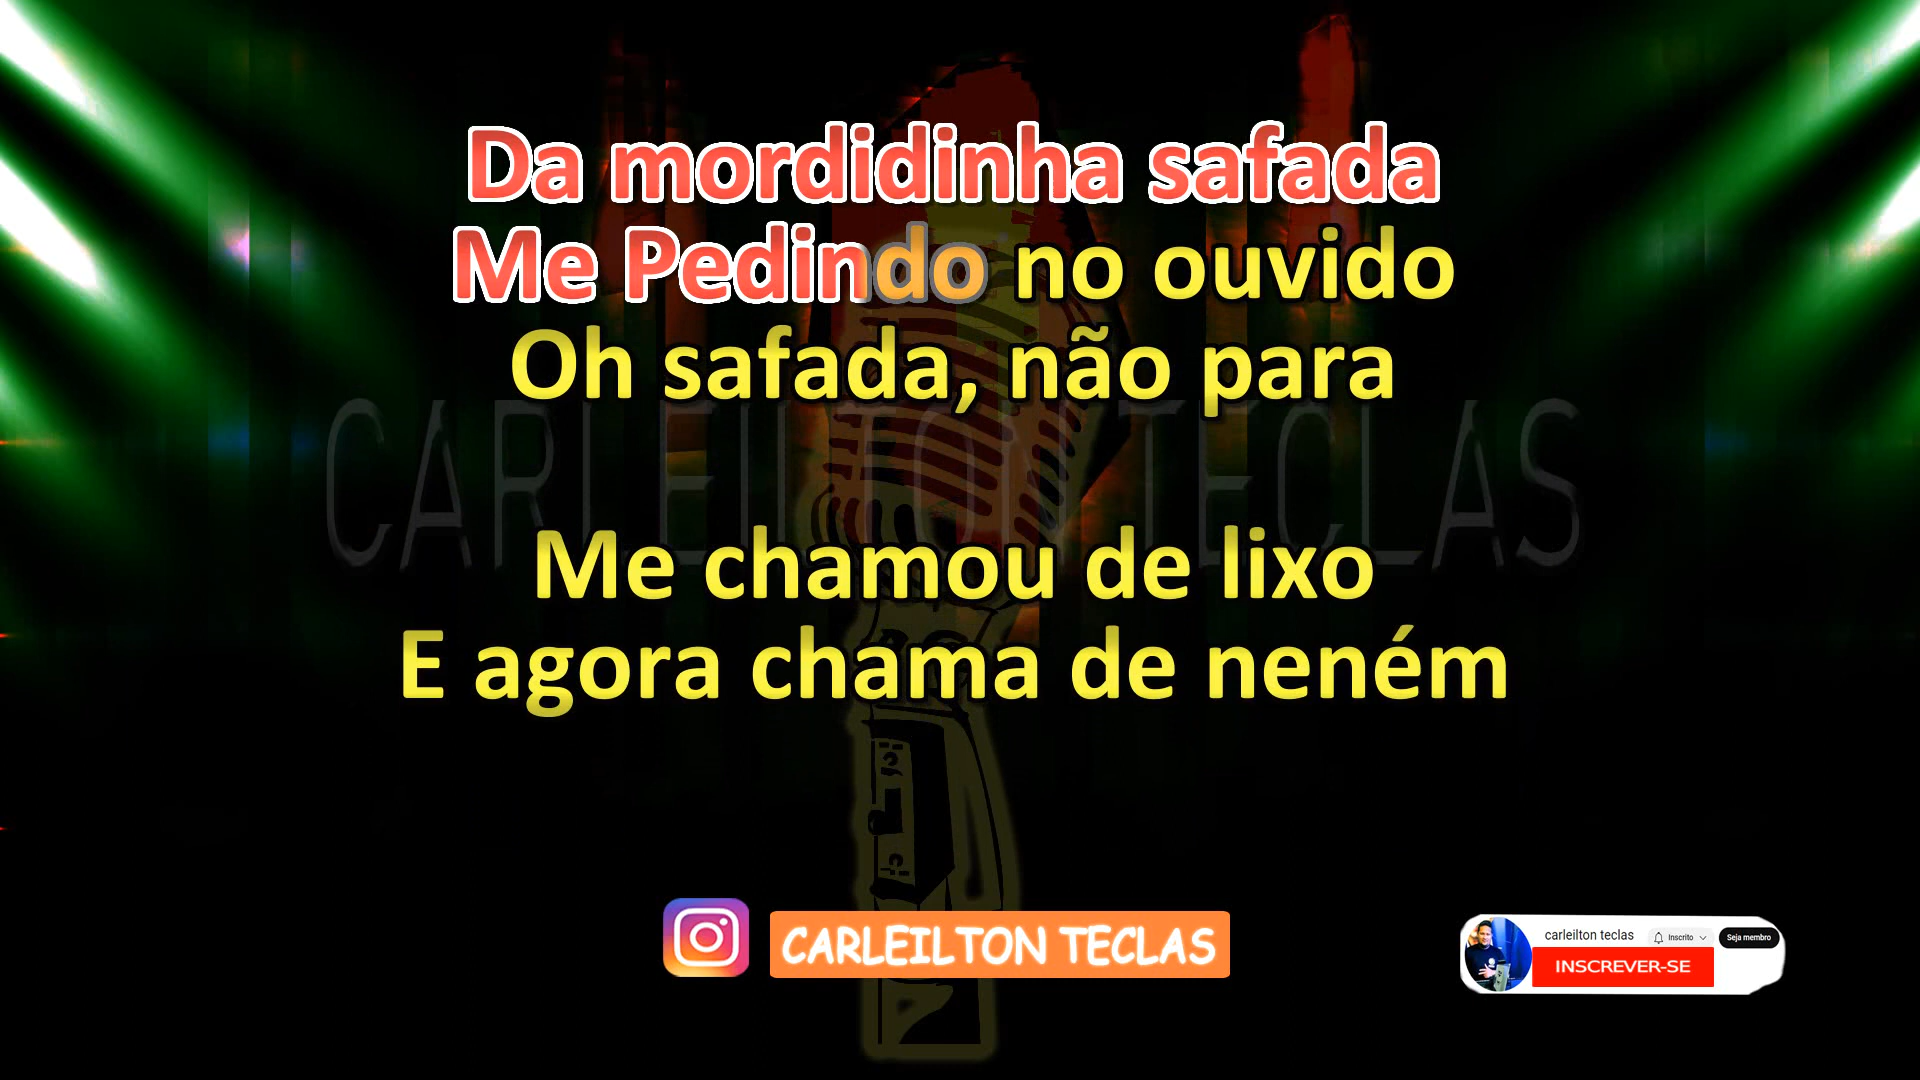 Da mordidinha safada
Me Pedindo no ouvido
Oh safada, não para
CARLEILTON TECLAS
Me chamou de lixo
E agora chama de neném
CARLEILTON TECLAS
carleilton teclas
Inscrito
Seja membro
INSCREVER-SE